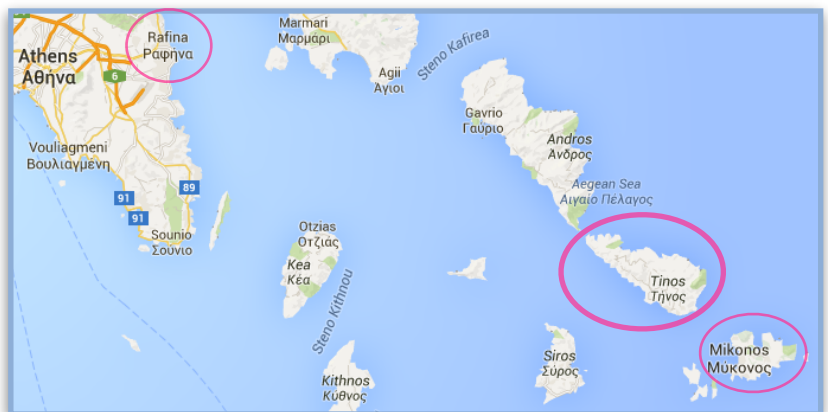 Rafina
Ραφήνα
Marmari
Μαρμάρι
Athens
Αθήνα
6
Steno Kafirea
Agii
Άγιοι
Gavrio
Γαύριο
Andros
Άνδρος
Vouliagmeni
Βουλιαγμένη
89
91
91
Aegean Sea
Αιγαίο Πέλαγος
Sounio
Σούνιο
Otzias
Οτζιάς
Kea
Κέα
Steno Kithnou
Tinos
Τήνος
Siros
Σύρος
Mikonos
Μύκονος
Kithnos
Κύθνος